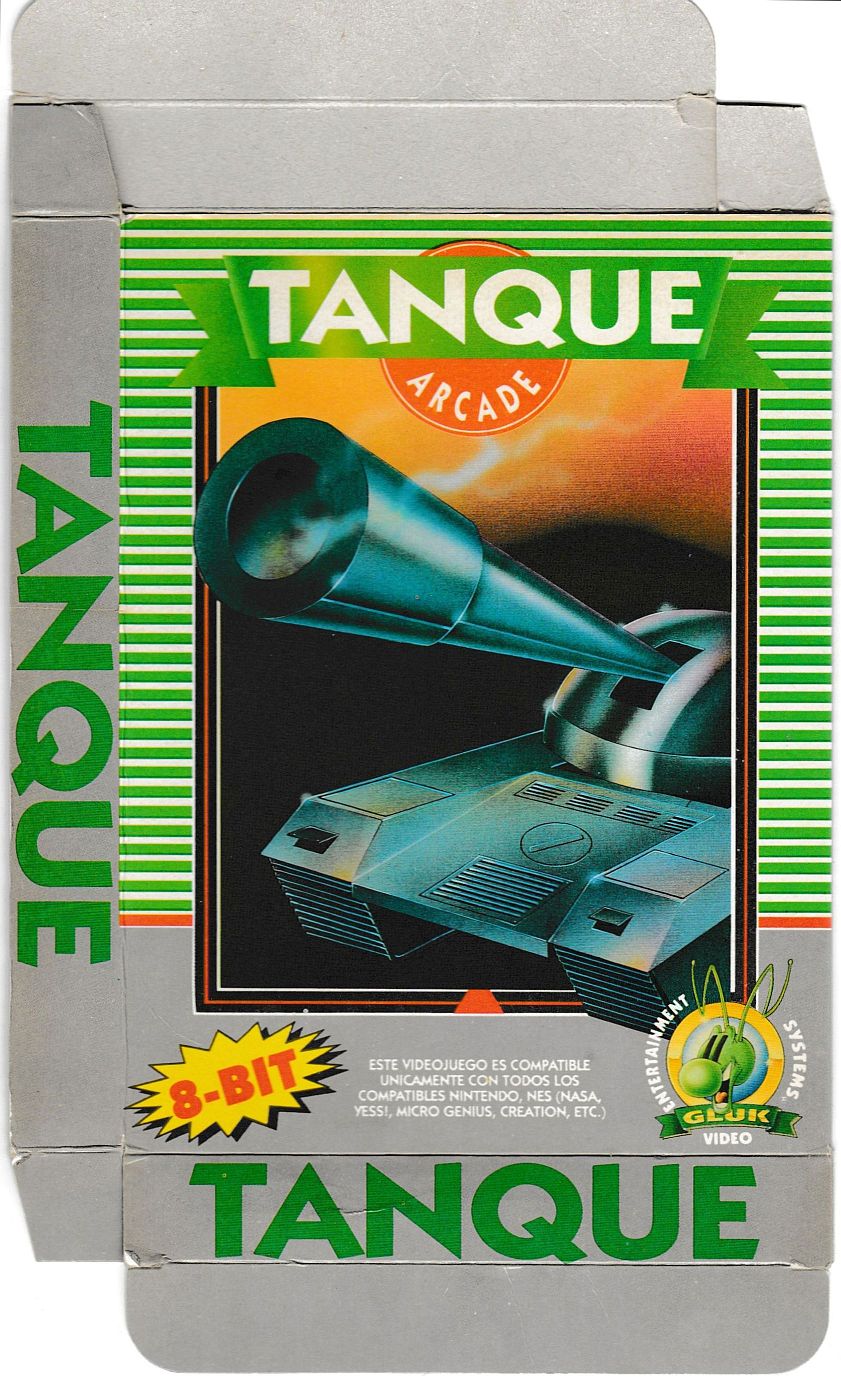 TANQUE
ARCADE
TANQUE
8-BIT
ESTE VIDEOJUEGO ES COMPATIBLE
UNICAMENTE CON TODOS LOS
COMPATIBLES NINTENDO, NES (NASA,
YESS!, MICRO GENIUS, CREATION, ETC.)
ENTERTAINMENT
SYSTEMS
GLUK
VIDEO
TANQUE